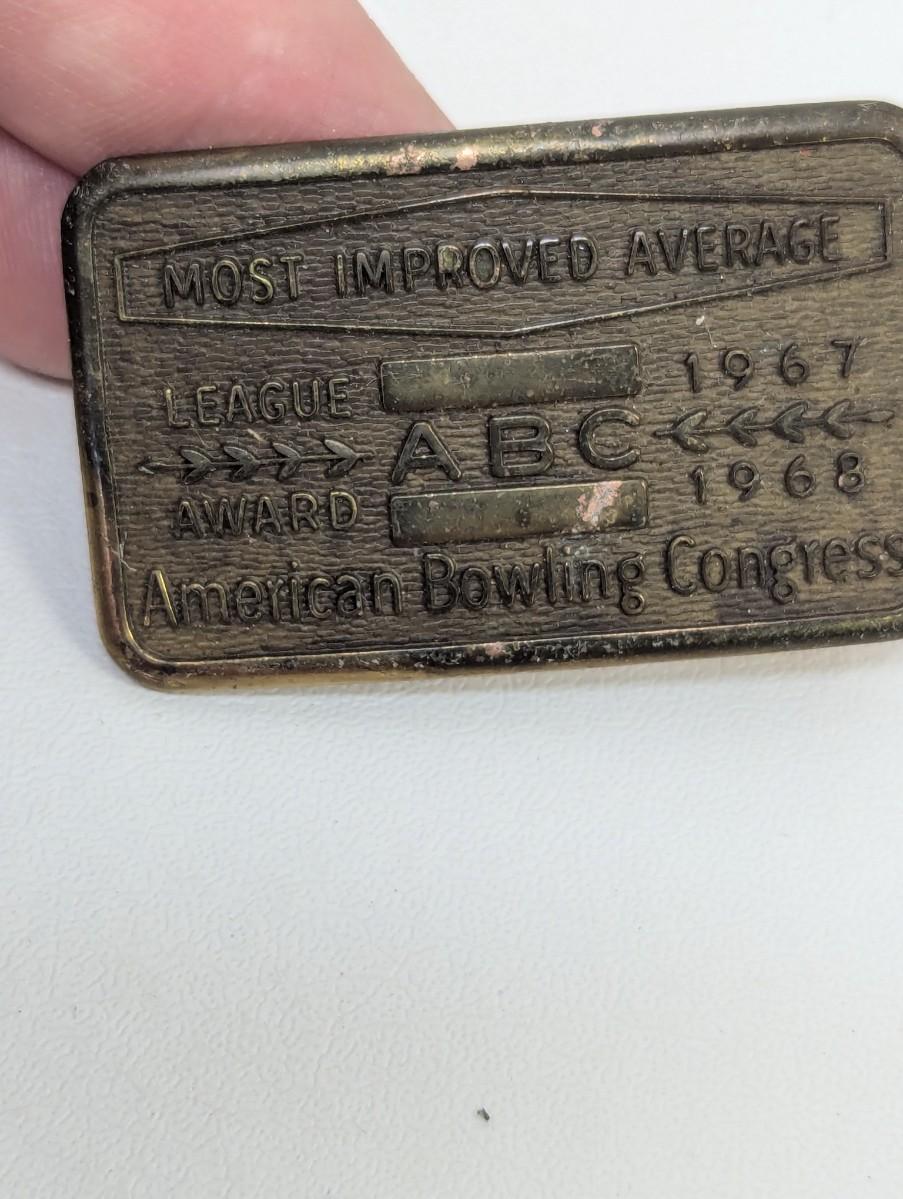 MOST IMPROVED AVERAGE
LEAGUE
AWARD
ABC
1967
1968
American Bowling Congress